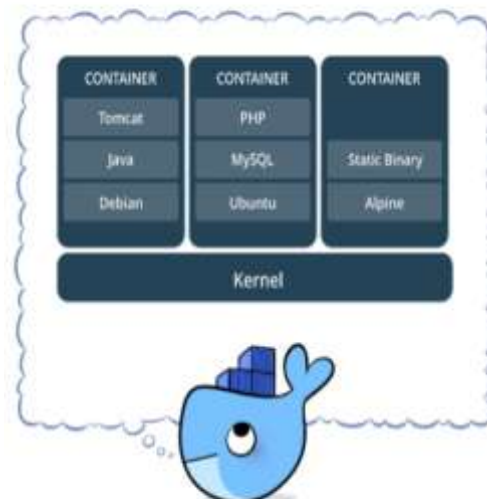 CONTAINER CONTAINER CONTAINER
Tomcat PHP
Java MySQL Static Binary
Debian Ubuntu Alpine
Kernel